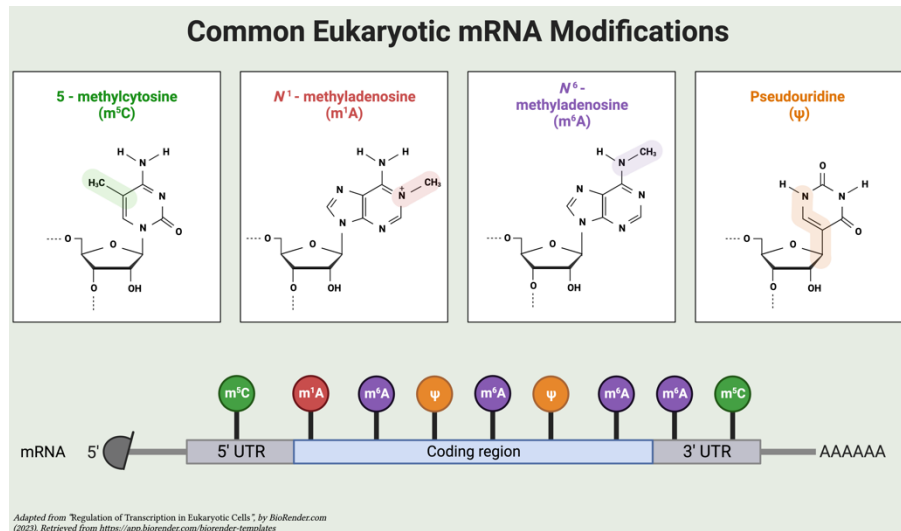 Common Eukaryotic mRNA Modifications
5 - methylcytosine
(m⁵C)
N¹ - methyladenosine
(m¹A)
N⁶ -
methyladenosine
(m⁶A)
Pseudouridine
(ψ)
H H
N
H₃C
N
N O
O O
O OH
H H
N
N N⁺ CH₃
N N
O O
O OH
H N CH₃
N N
N N
O O
O OH
O
H N N H
O
O O
O OH
m⁵C m¹A m⁶A ψ m⁶A ψ m⁶A m⁶A m⁵C
mRNA 5' 5' UTR Coding region 3' UTR AAAAAA
Adapted from "Regulation of Transcription in Eukaryotic Cells", by BioRender.com
(2023). Retrieved from https://app.biorender.com/biorender-templates